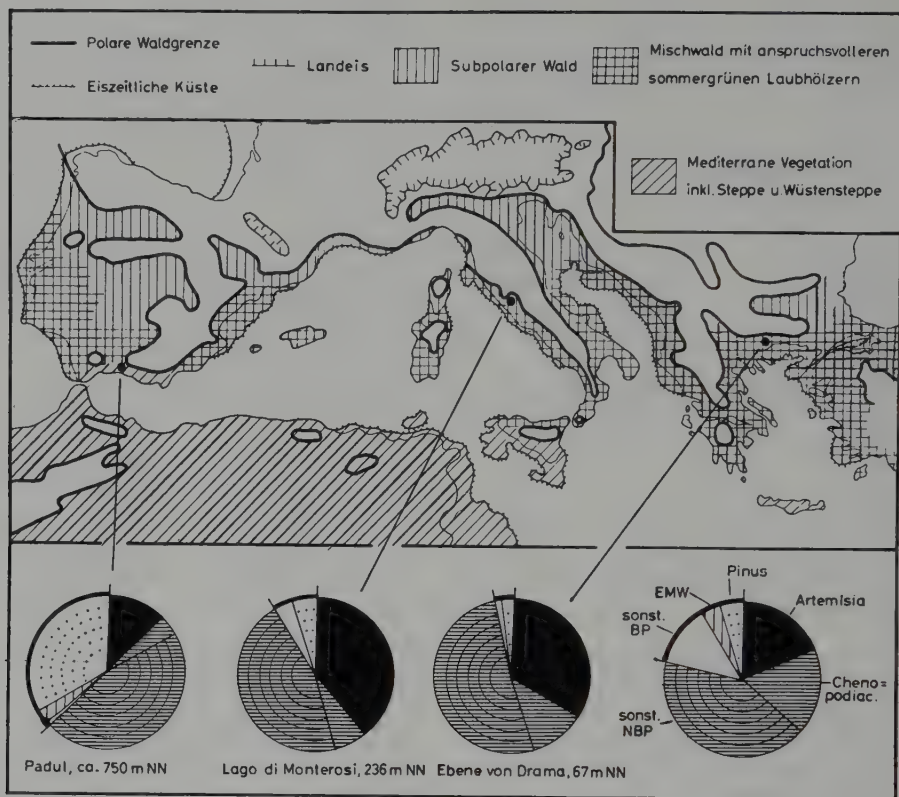 Polare Waldgrenze
Eiszeitliche Küste
Landeis
Subpolarer Wald
Mischwald mit anspruchsvolleren
sommergrünen Laubhölzern
Mediterrane Vegetation
inkl. Steppe u. Wüstensteppe
Pinus
EMW
Artemisia
sonst.
BP
Cheno=
podiac.
sonst.
NBP
Padul, ca. 750 m NN
Lago di Monterosi, 236 m NN
Ebene von Drama, 67 m NN